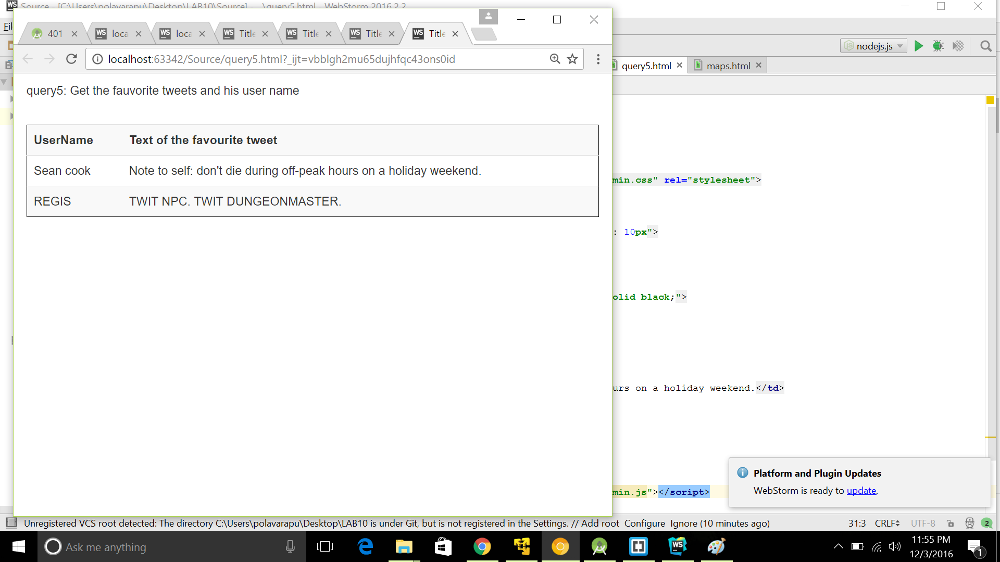 Source - [C:\Users\polavarapu\Desktop\LAB10\Source] - ...\query5.html - WebStorm 2016.2.2
401
loca
loca
Title
Title
Title
Title
localhost:63342/Source/query5.html?_ijt=vbblgh2mu65dujhfqc43ons0id
nodejs.js
query5.html
maps.html
query5: Get the fauvorite tweets and his user name
UserName Text of the favourite tweet
Sean cook Note to self: don't die during off-peak hours on a holiday weekend.
REGIS TWIT NPC. TWIT DUNGEONMASTER.
min.css" rel="stylesheet">
: 10px">
olid black;">
urs on a holiday weekend.</td>
min.js"></script>
Platform and Plugin Updates
WebStorm is ready to update.
Unregistered VCS root detected: The directory C:\Users\polavarapu\Desktop\LAB10 is under Git, but is not registered in the Settings. // Add root Configure Ignore (10 minutes ago)
31:3 CRLF UTF-8 2
Ask me anything
WS
11:55 PM
12/3/2016
1